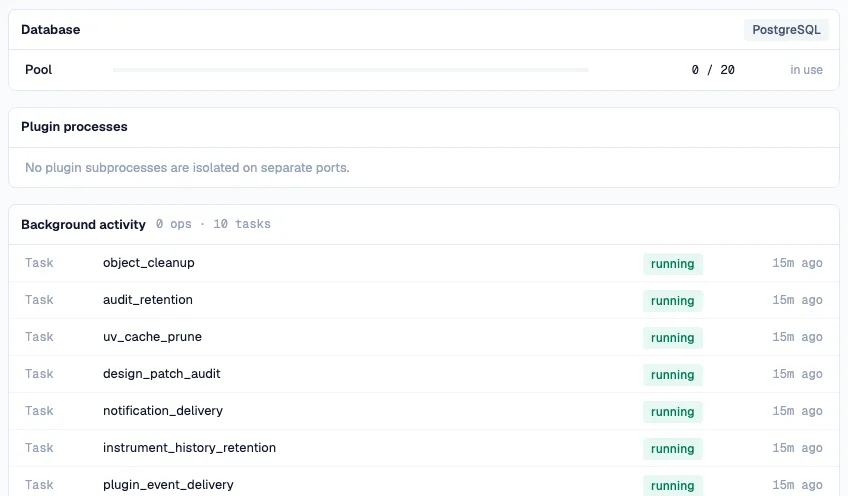 Database PostgreSQL
Pool 0 / 20 in use
Plugin processes
No plugin subprocesses are isolated on separate ports.
Background activity 0 ops · 10 tasks
Task object_cleanup running 15m ago
Task audit_retention running 15m ago
Task uv_cache_prune running 15m ago
Task design_patch_audit running 15m ago
Task notification_delivery running 15m ago
Task instrument_history_retention running 15m ago
Task plugin_event_delivery running 15m ago